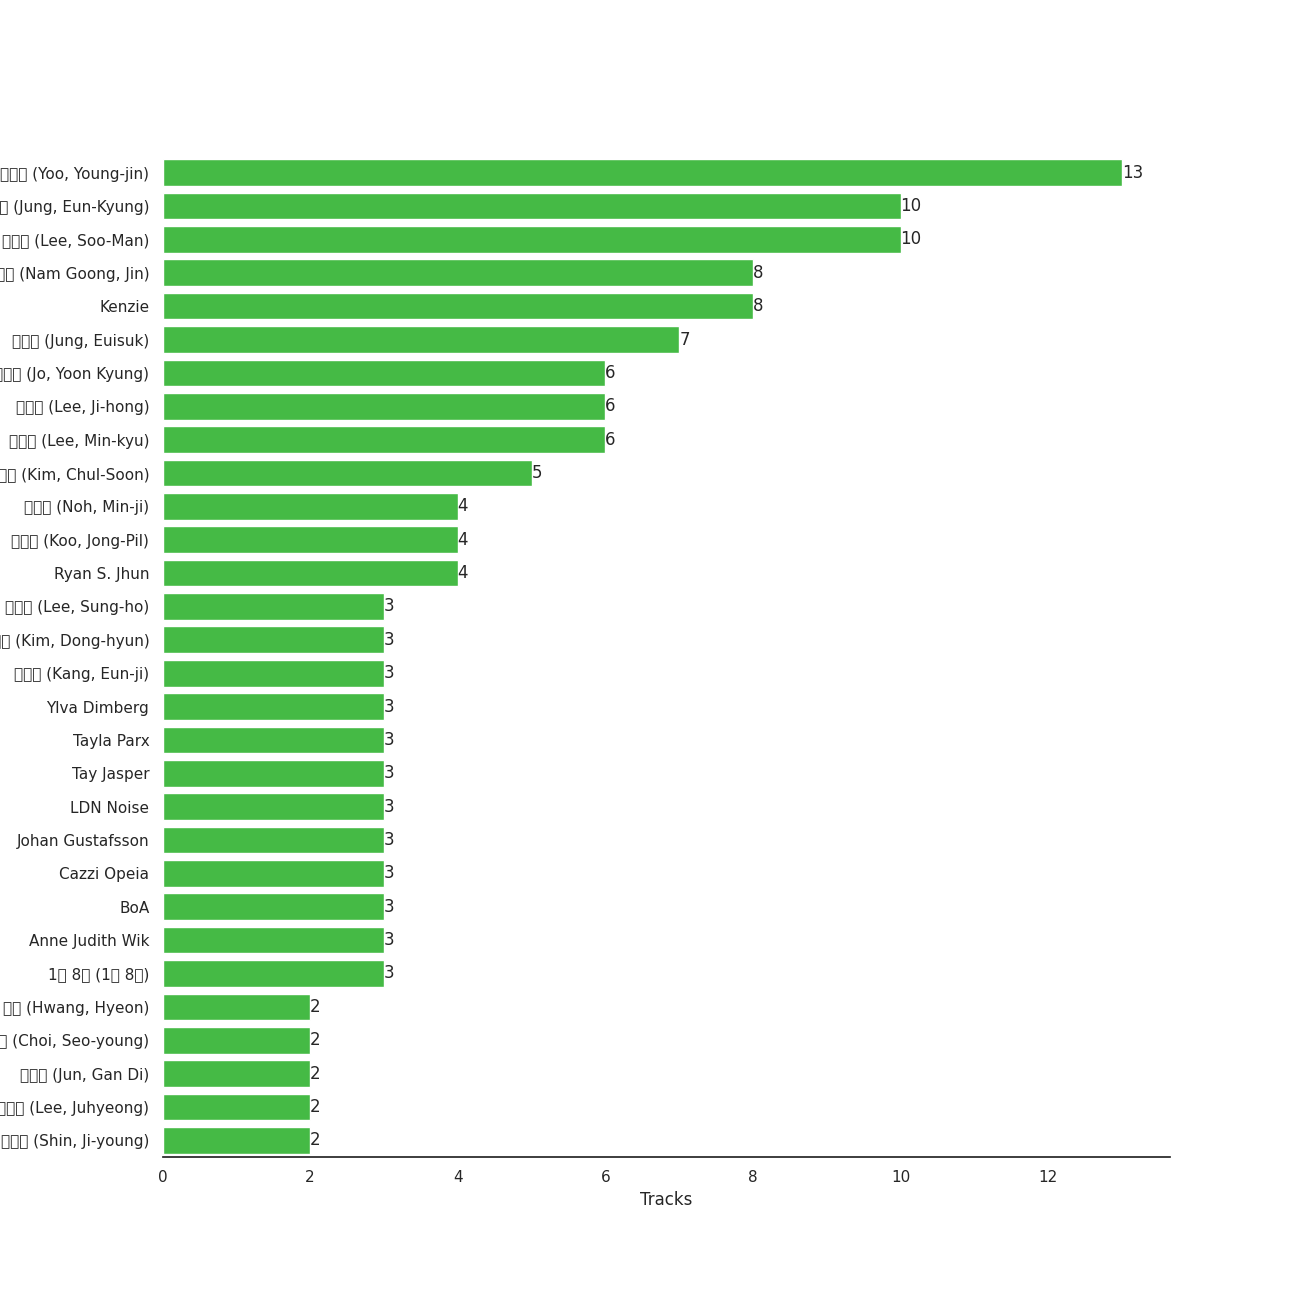 (Yoo, Young-jin) 13
(Jung, Eun-Kyung) 10
(Lee, Soo-Man) 10
(Nam Goong, Jin) 8
Kenzie 8
(Jung, Euisuk) 7
(Jo, Yoon Kyung) 6
(Lee, Ji-hong) 6
(Lee, Min-kyu) 6
(Kim, Chul-Soon) 5
(Noh, Min-ji) 4
(Koo, Jong-Pil) 4
Ryan S. Jhun 4
(Lee, Sung-ho) 3
(Kim, Dong-hyun) 3
(Kang, Eun-ji) 3
Ylva Dimberg 3
Tayla Parx 3
Tay Jasper 3
LDN Noise 3
Johan Gustafsson 3
Cazzi Opeia 3
BoA 3
Anne Judith Wik 3
1 8 (1 8) 3
(Hwang, Hyeon) 2
(Choi, Seo-young) 2
(Jun, Gan Di) 2
(Lee, Juhyeong) 2
(Shin, Ji-young) 2
0 2 4 6 8 10 12
Tracks